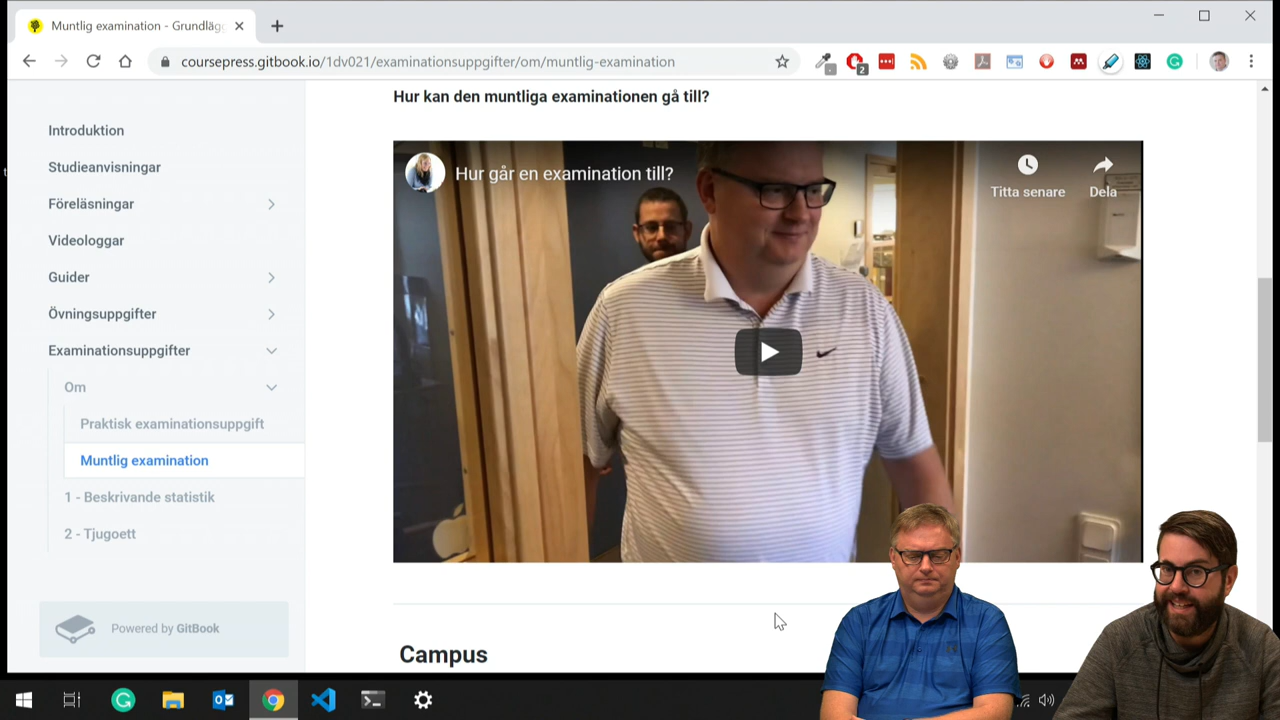 Muntlig examination - Grundläg
coursepress.gitbook.io/1dv021/examinationsuppgifter/om/muntlig-examination
2
Introduktion
Studieanvisningar
Föreläsningar
Videologgar
Guider
Övningsuppgifter
Examinationsuppgifter
Om
Praktisk examinationsuppgift
Muntlig examination
1 - Beskrivande statistik
2 - Tjugoett
Powered by GitBook
Hur kan den muntliga examinationen gå till?
Hur går en examination till?
Titta senare
Dela
Campus